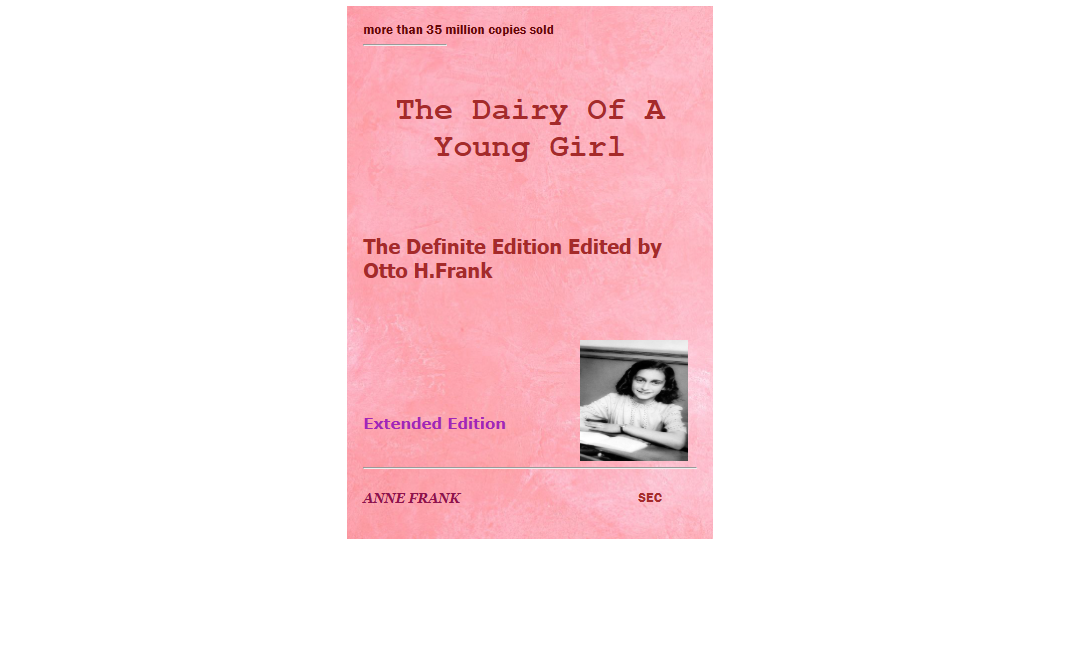 more than 35 million copies sold
The Dairy Of A
Young Girl
The Definite Edition Edited by
Otto H.Frank
Extended Edition
ANNE FRANK
SEC